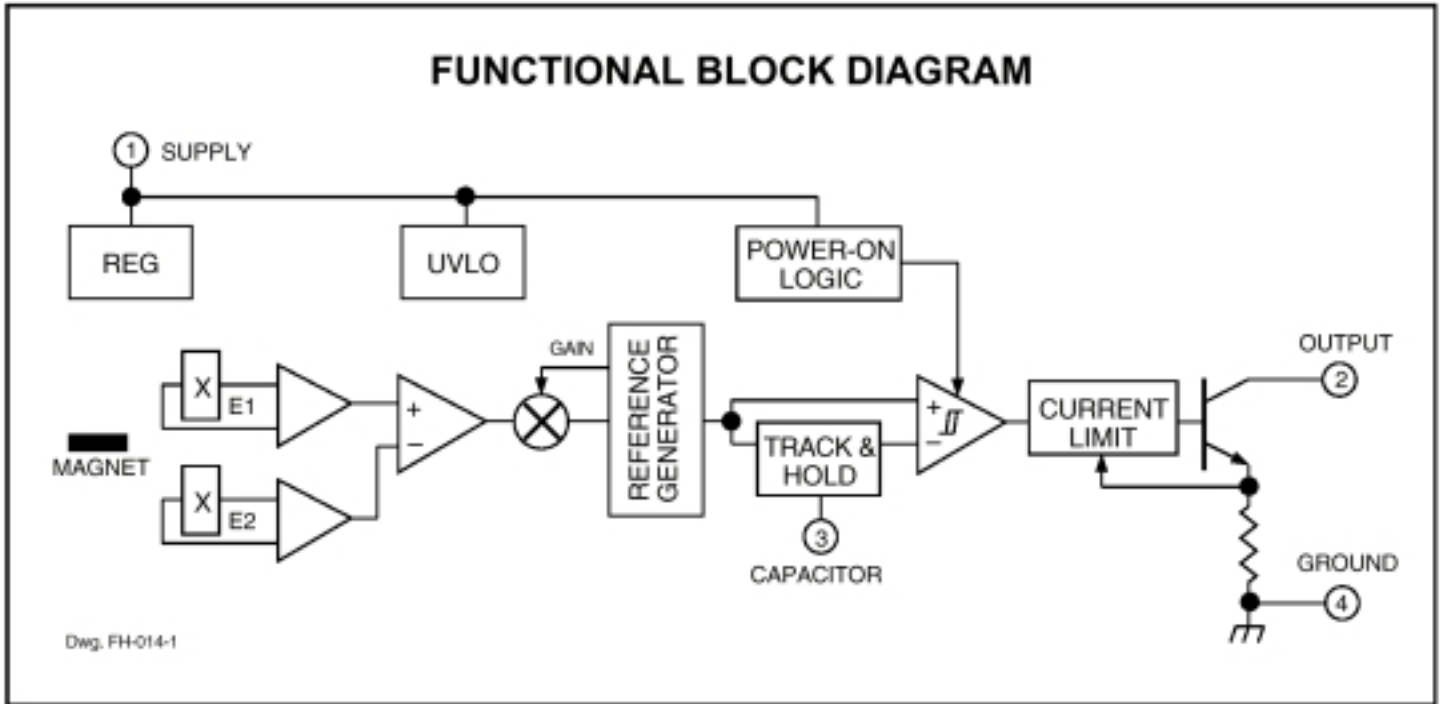 FUNCTIONAL BLOCK DIAGRAM
1 SUPPLY
REG
UVLO
POWER-ON
LOGIC
GAIN
REFERENCE
GENERATOR
X
E1
MAGNET
X
E2
+
−
+
−
TRACK &
HOLD
3
CAPACITOR
CURRENT
LIMIT
OUTPUT
2
GROUND
4
Dwg. FH-014-1